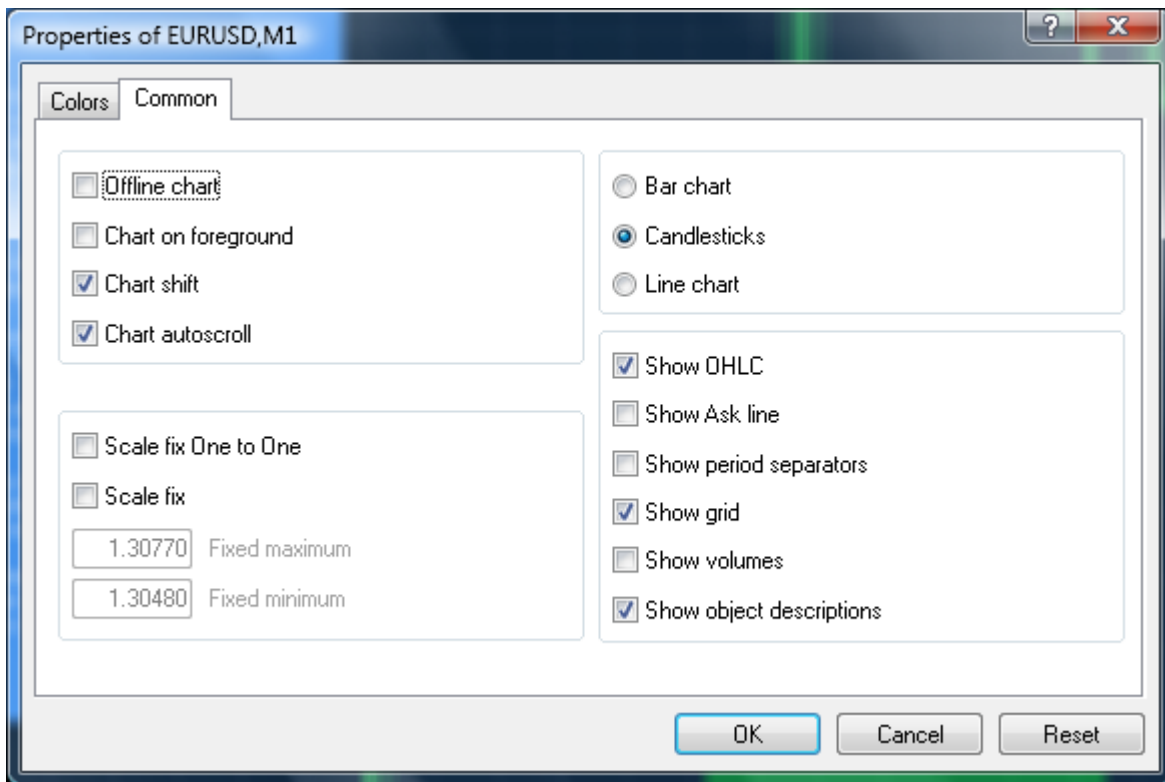 Properties of EURUSD,M1
Colors
Common
Offline chart
Chart on foreground
Chart shift
Chart autoscroll
Scale fix One to One
Scale fix
1.30770 Fixed maximum
1.30480 Fixed minimum
Bar chart
Candlesticks
Line chart
Show OHLC
Show Ask line
Show period separators
Show grid
Show volumes
Show object descriptions
OK
Cancel
Reset